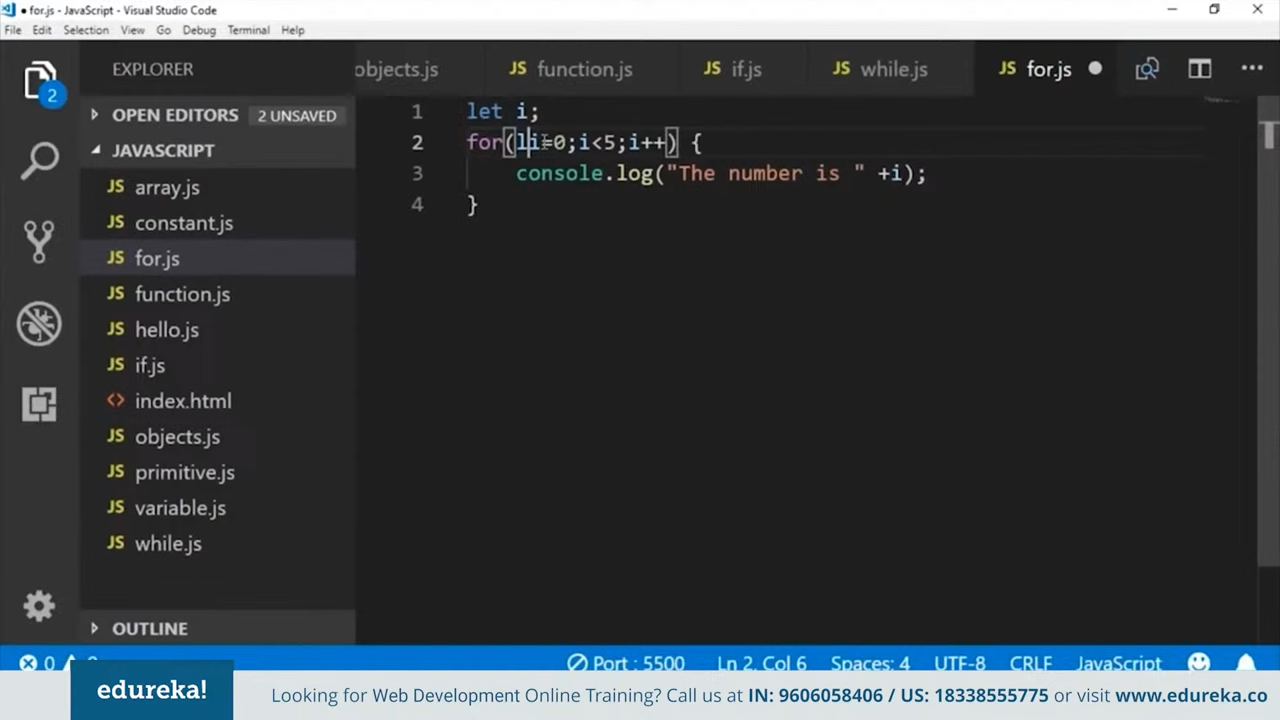 ● for.js - JavaScript - Visual Studio Code
File Edit Selection View Go Debug Terminal Help
2
EXPLORER
OPEN EDITORS 2 UNSAVED
JAVASCRIPT
JS array.js
JS constant.js
JS for.js
JS function.js
JS hello.js
JS if.js
<> index.html
JS objects.js
JS primitive.js
JS variable.js
JS while.js
OUTLINE
objects.js JS function.js JS if.js JS while.js JS for.js ● ...
1 let i;
2 for(li=0;i<5;i++) {
3 console.log("The number is " +i);
4 }
0 Port : 5500 Ln 2, Col 6 Spaces: 4 UTF-8 CRLF JavaScript
edureka! Looking for Web Development Online Training? Call us at IN: 9606058406 / US: 18338555775 or visit www.edureka.co